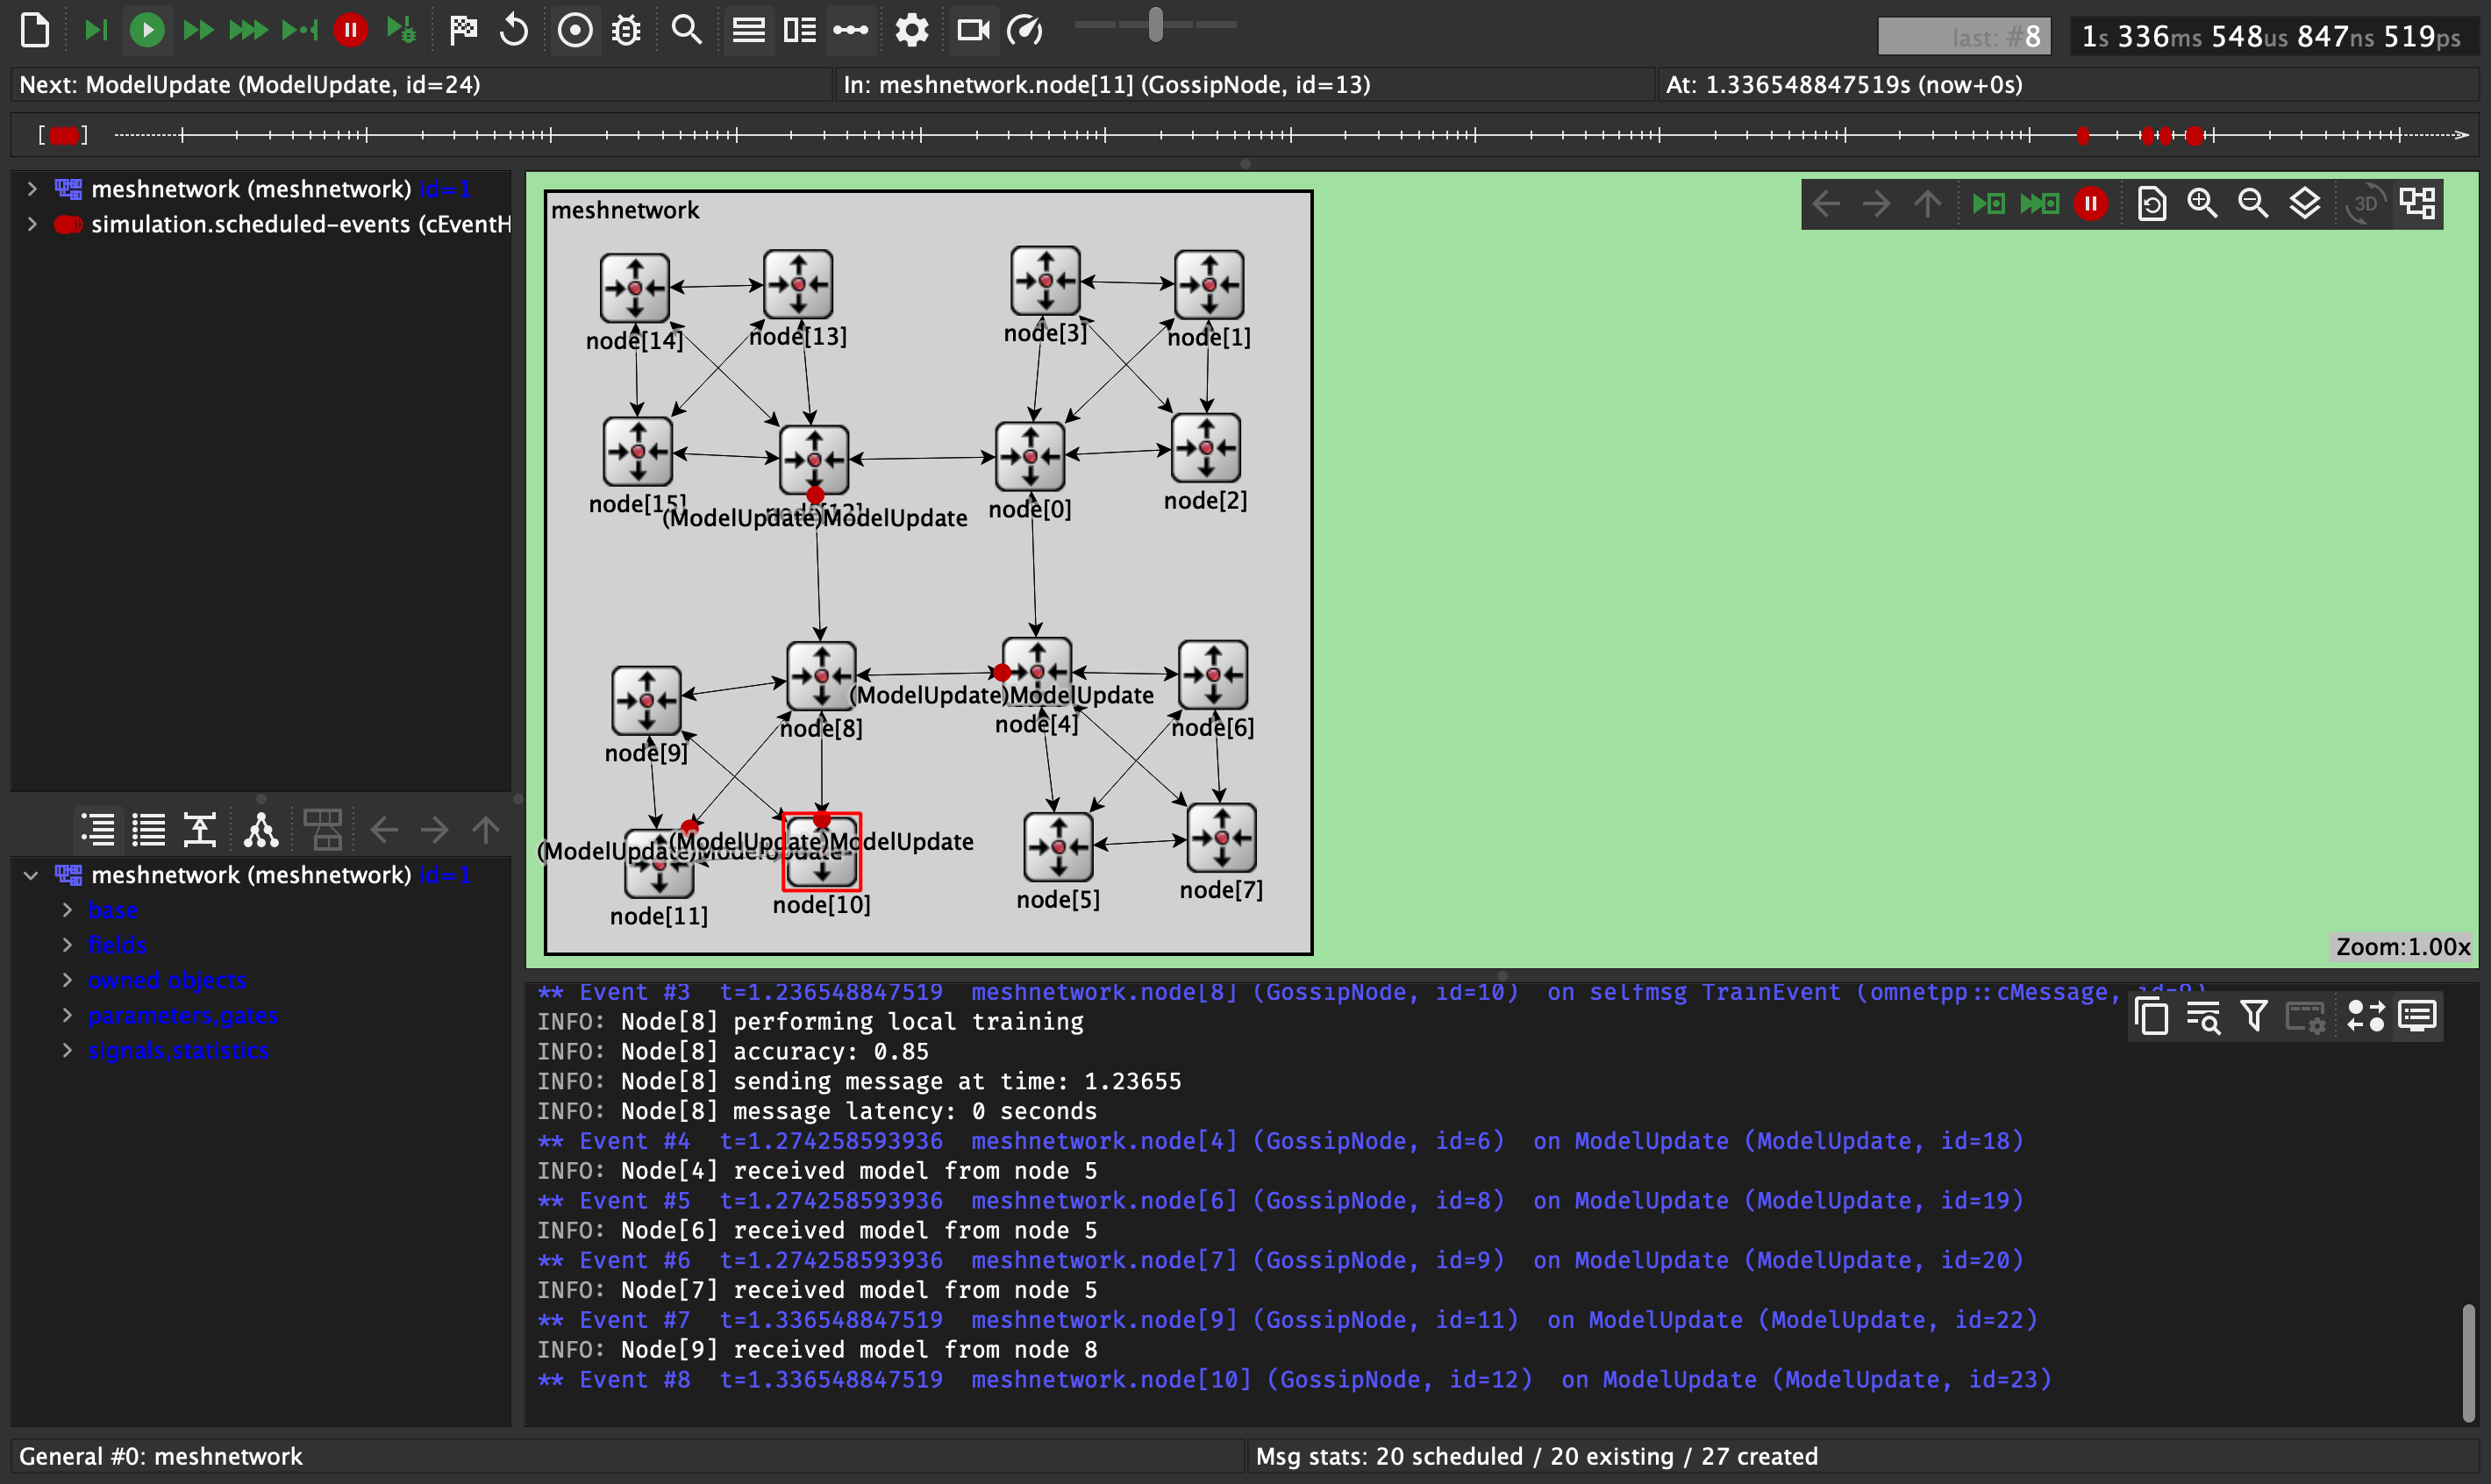 last: #8
1s 336ms 548us 847ns 519ps
Next: ModelUpdate (ModelUpdate, id=24)
In: meshnetwork.node[11] (GossipNode, id=13)
At: 1.336548847519s (now+0s)
meshnetwork (meshnetwork) id=1
simulation.scheduled-events (cEventH
meshnetwork
3D
node[14]
node[13]
node[3]
node[1]
node[15]
node[12]
(ModelUpdate)ModelUpdate
node[0]
node[2]
(ModelUpdate)ModelUpdate
node[9]
node[8]
node[4]
node[6]
(ModelUpdate)ModelUpdate
(ModelUpdate)ModelUpdate
node[11]
node[10]
node[5]
node[7]
Zoom:1.00x
meshnetwork (meshnetwork) id=1
base
fields
owned objects
parameters,gates
signals,statistics
** Event #3 t=1.236548847519 meshnetwork.node[8] (GossipNode, id=10) on selfmsg TrainEvent (omnetpp::cMessage, id=9)
INFO: Node[8] performing local training
INFO: Node[8] accuracy: 0.85
INFO: Node[8] sending message at time: 1.23655
INFO: Node[8] message latency: 0 seconds
** Event #4 t=1.274258593936 meshnetwork.node[4] (GossipNode, id=6) on ModelUpdate (ModelUpdate, id=18)
INFO: Node[4] received model from node 5
** Event #5 t=1.274258593936 meshnetwork.node[6] (GossipNode, id=8) on ModelUpdate (ModelUpdate, id=19)
INFO: Node[6] received model from node 5
** Event #6 t=1.274258593936 meshnetwork.node[7] (GossipNode, id=9) on ModelUpdate (ModelUpdate, id=20)
INFO: Node[7] received model from node 5
** Event #7 t=1.336548847519 meshnetwork.node[9] (GossipNode, id=11) on ModelUpdate (ModelUpdate, id=22)
INFO: Node[9] received model from node 8
** Event #8 t=1.336548847519 meshnetwork.node[10] (GossipNode, id=12) on ModelUpdate (ModelUpdate, id=23)
General #0: meshnetwork
Msg stats: 20 scheduled / 20 existing / 27 created